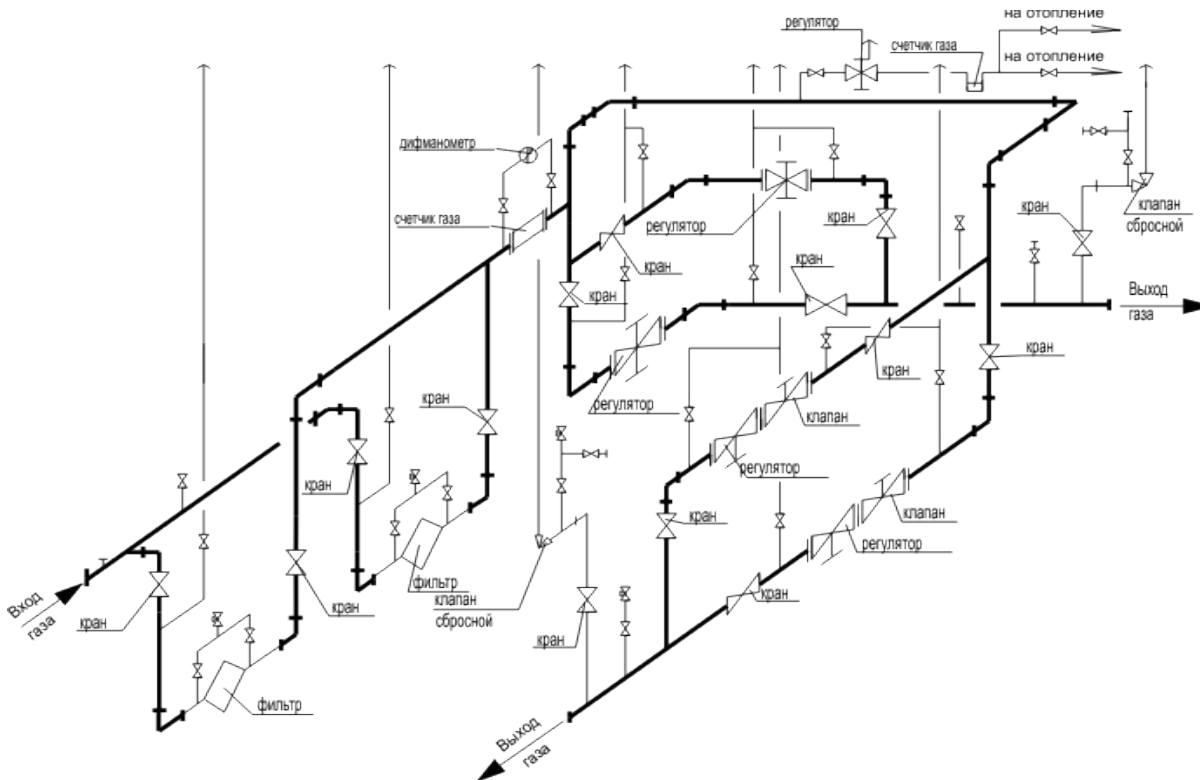 на отопление
регулятор
счетчик газа
на отопление
дифманометр
счетчик газа
регулятор
кран
кран
клапан
сбросной
кран
кран
кран
Выход
газа
регулятор
кран
кран
кран
клапан
регулятор
кран
кран
клапан
регулятор
Вход
газа
кран
кран
фильтр
клапан
сбросной
кран
кран
фильтр
Выход
газа